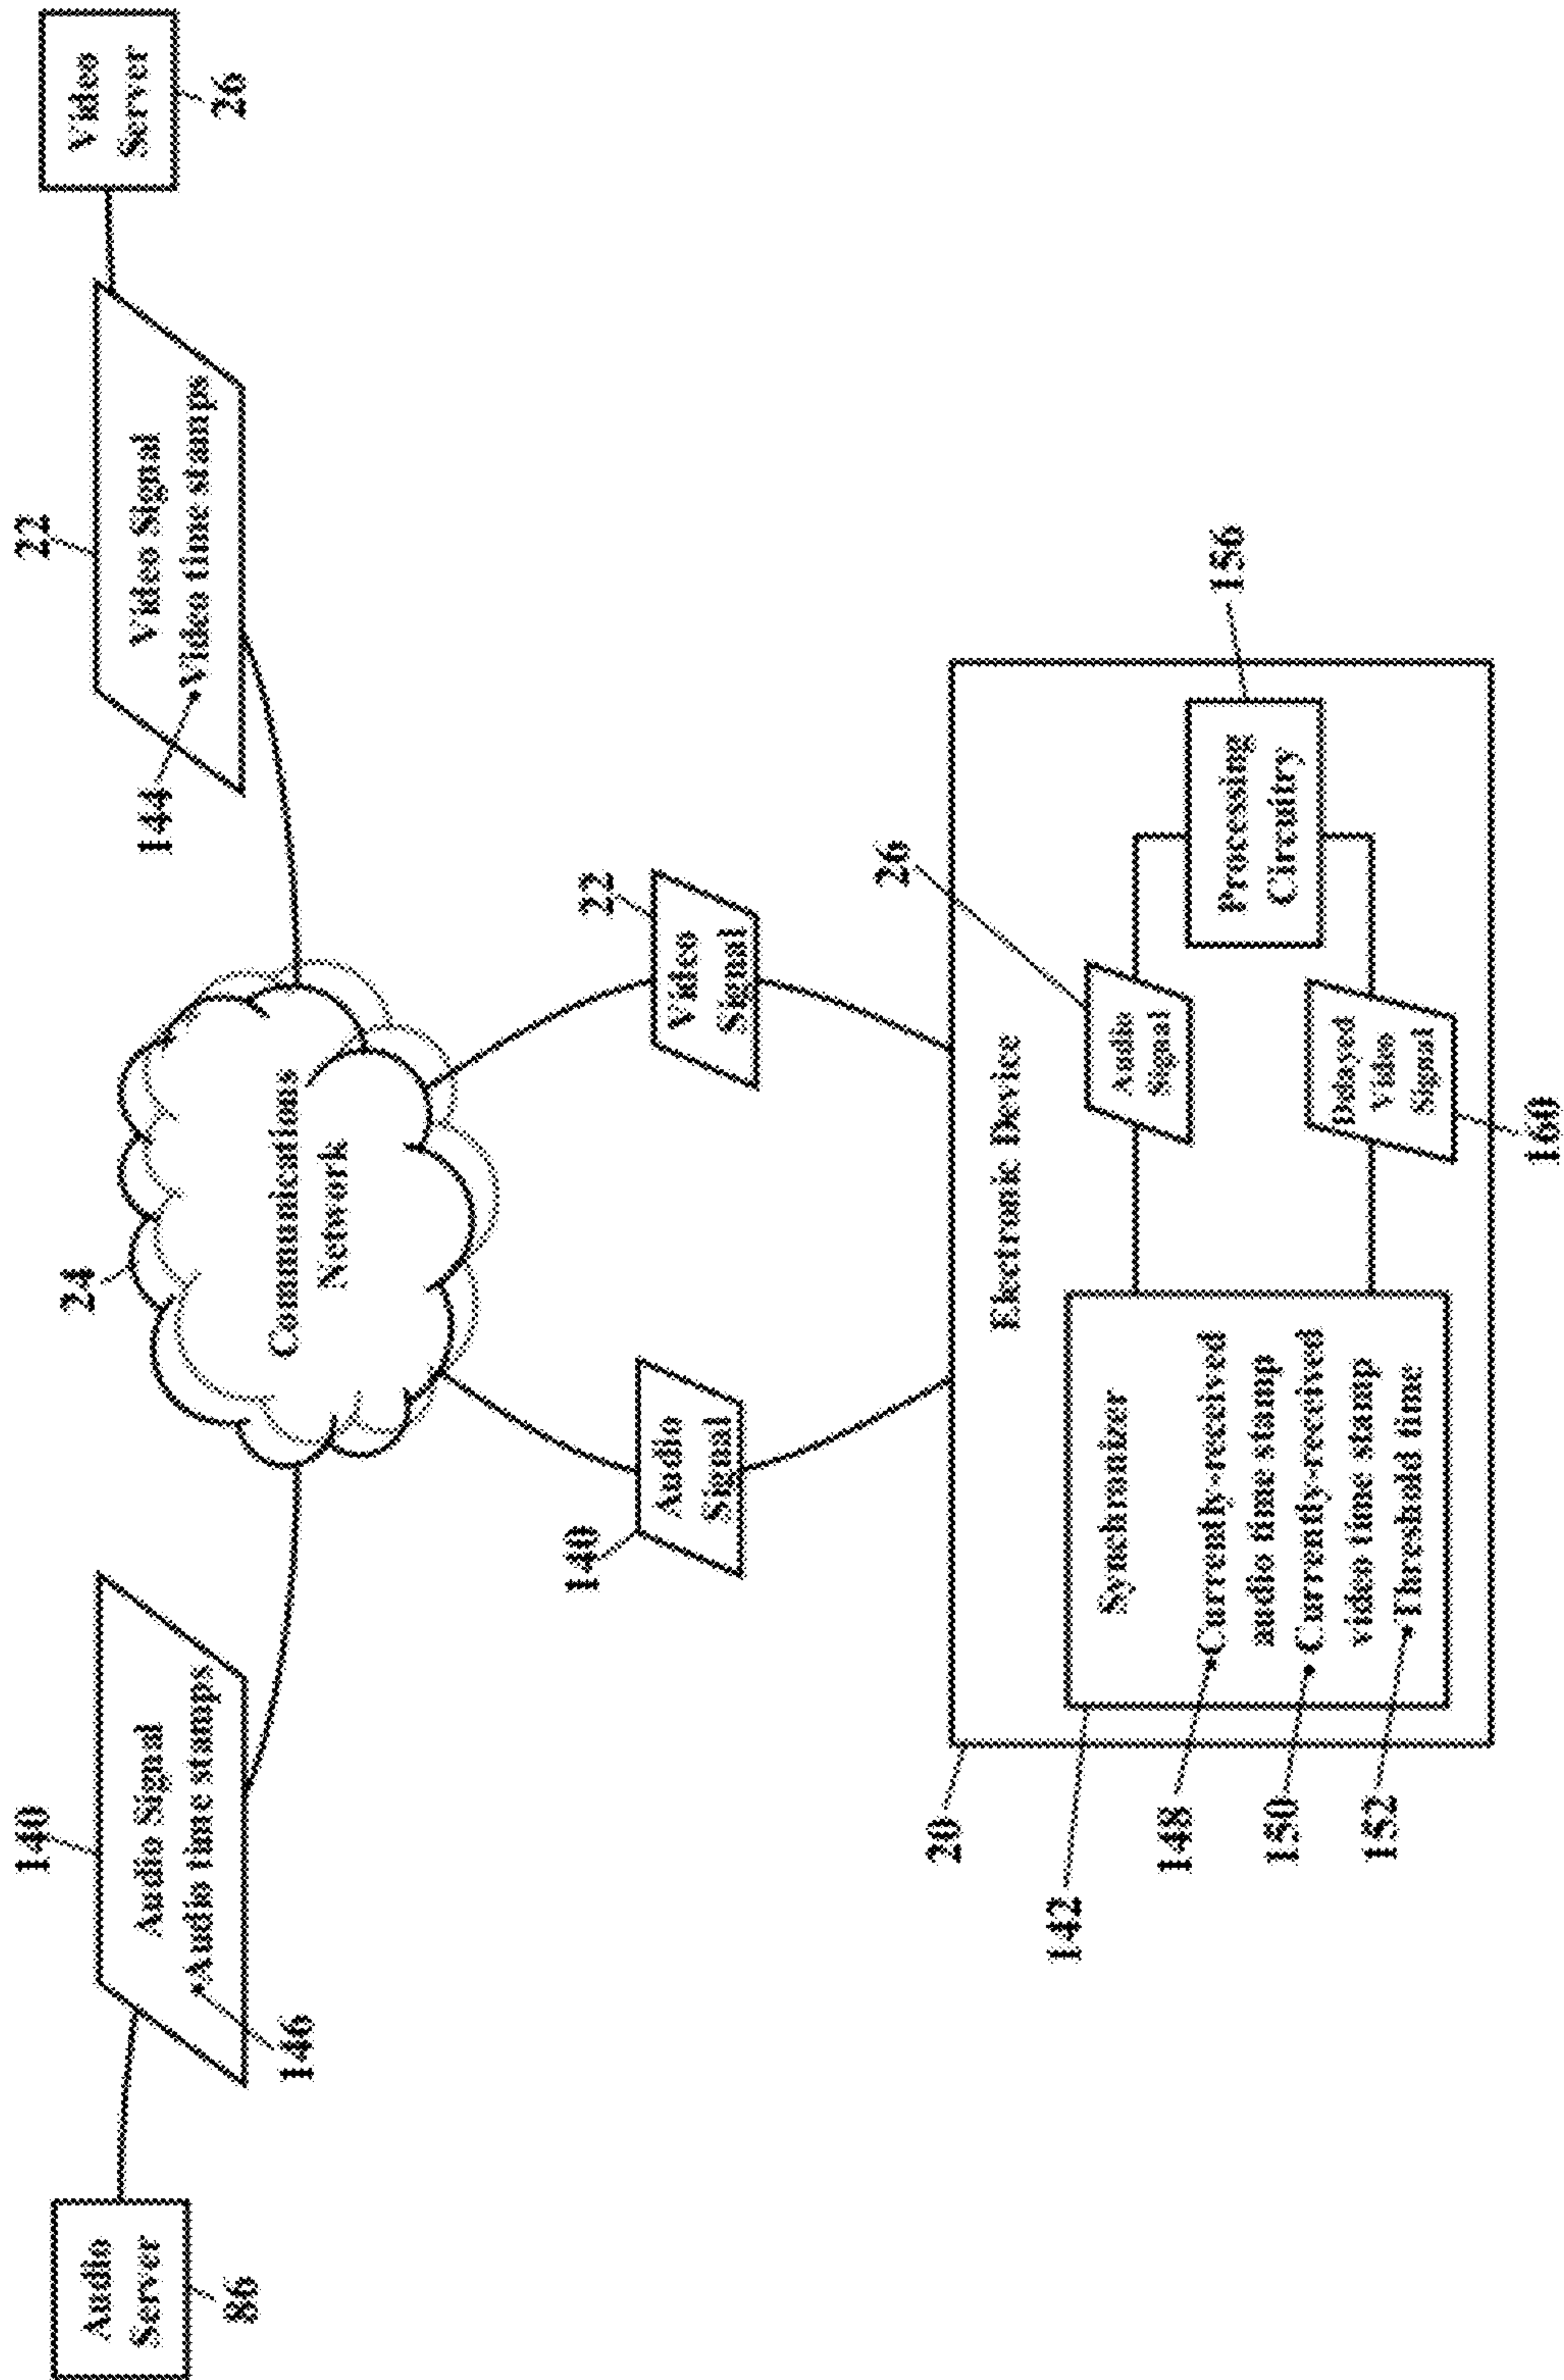 140
22
Audio
Server
86
Audio Signal
•Audio time stamps
146
24
Communications
Network
Video Signal
•Video time stamps
144
Video
Server
26
140
Audio
Signal
22
Video
Signal
20
Electronic Device
142
Synchronizer
148
•Currently-received
audio time stamp
150
•Currently-received
video time stamp
152
•Threshold time
26
Audio
Signal
Delayed
Video
Signal
160
Processing
Circuitry
156